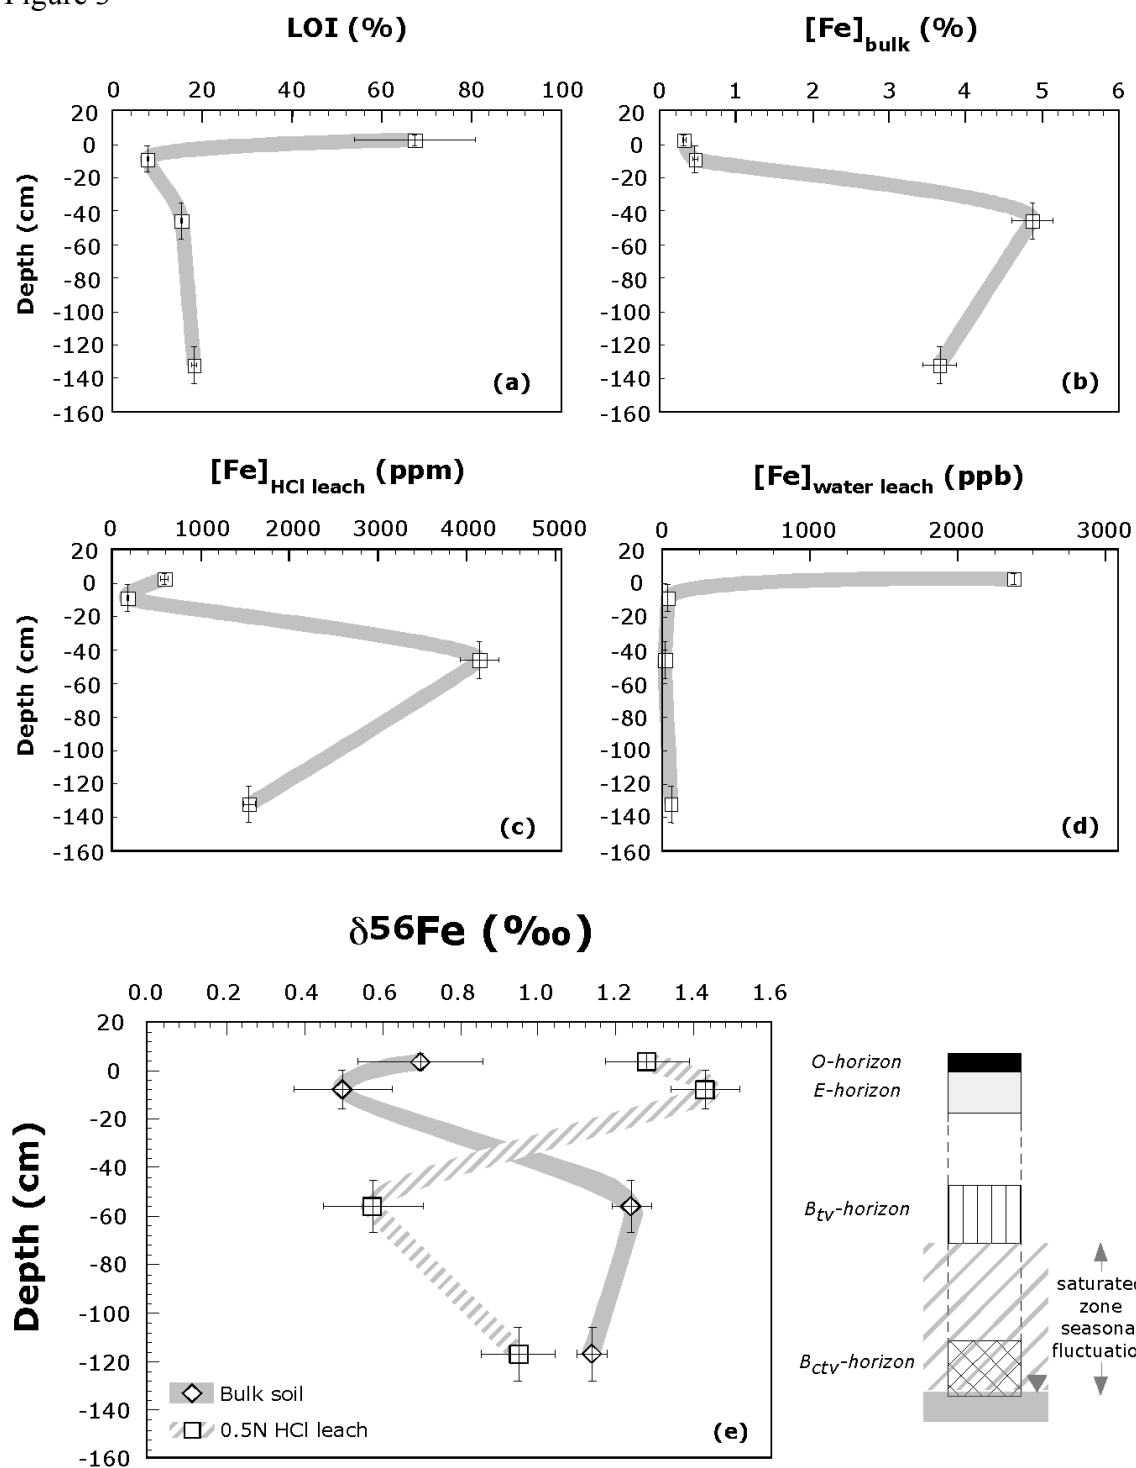 Figure 3
LOI (%)
0 20 40 60 80 100
20
0
-20
-40
-60
-80
-100
-120
-140
-160
Depth (cm)
(a)
[Fe]bulk (%)
0 1 2 3 4 5 6
20
0
-20
-40
-60
-80
-100
-120
-140
-160
(b)
[Fe]HCl leach (ppm)
0 1000 2000 3000 4000 5000
20
0
-20
-40
-60
-80
-100
-120
-140
-160
Depth (cm)
(c)
[Fe]water leach (ppb)
0 1000 2000 3000
20
0
-20
-40
-60
-80
-100
-120
-140
-160
(d)
δ56Fe (‰)
0.0 0.2 0.4 0.6 0.8 1.0 1.2 1.4 1.6
20
0
-20
-40
-60
-80
-100
-120
-140
-160
Depth (cm)
Bulk soil
0.5N HCl leach
(e)
O-horizon
E-horizon
Btv-horizon
Bctv-horizon
saturated
zone
seasona
fluctuatio